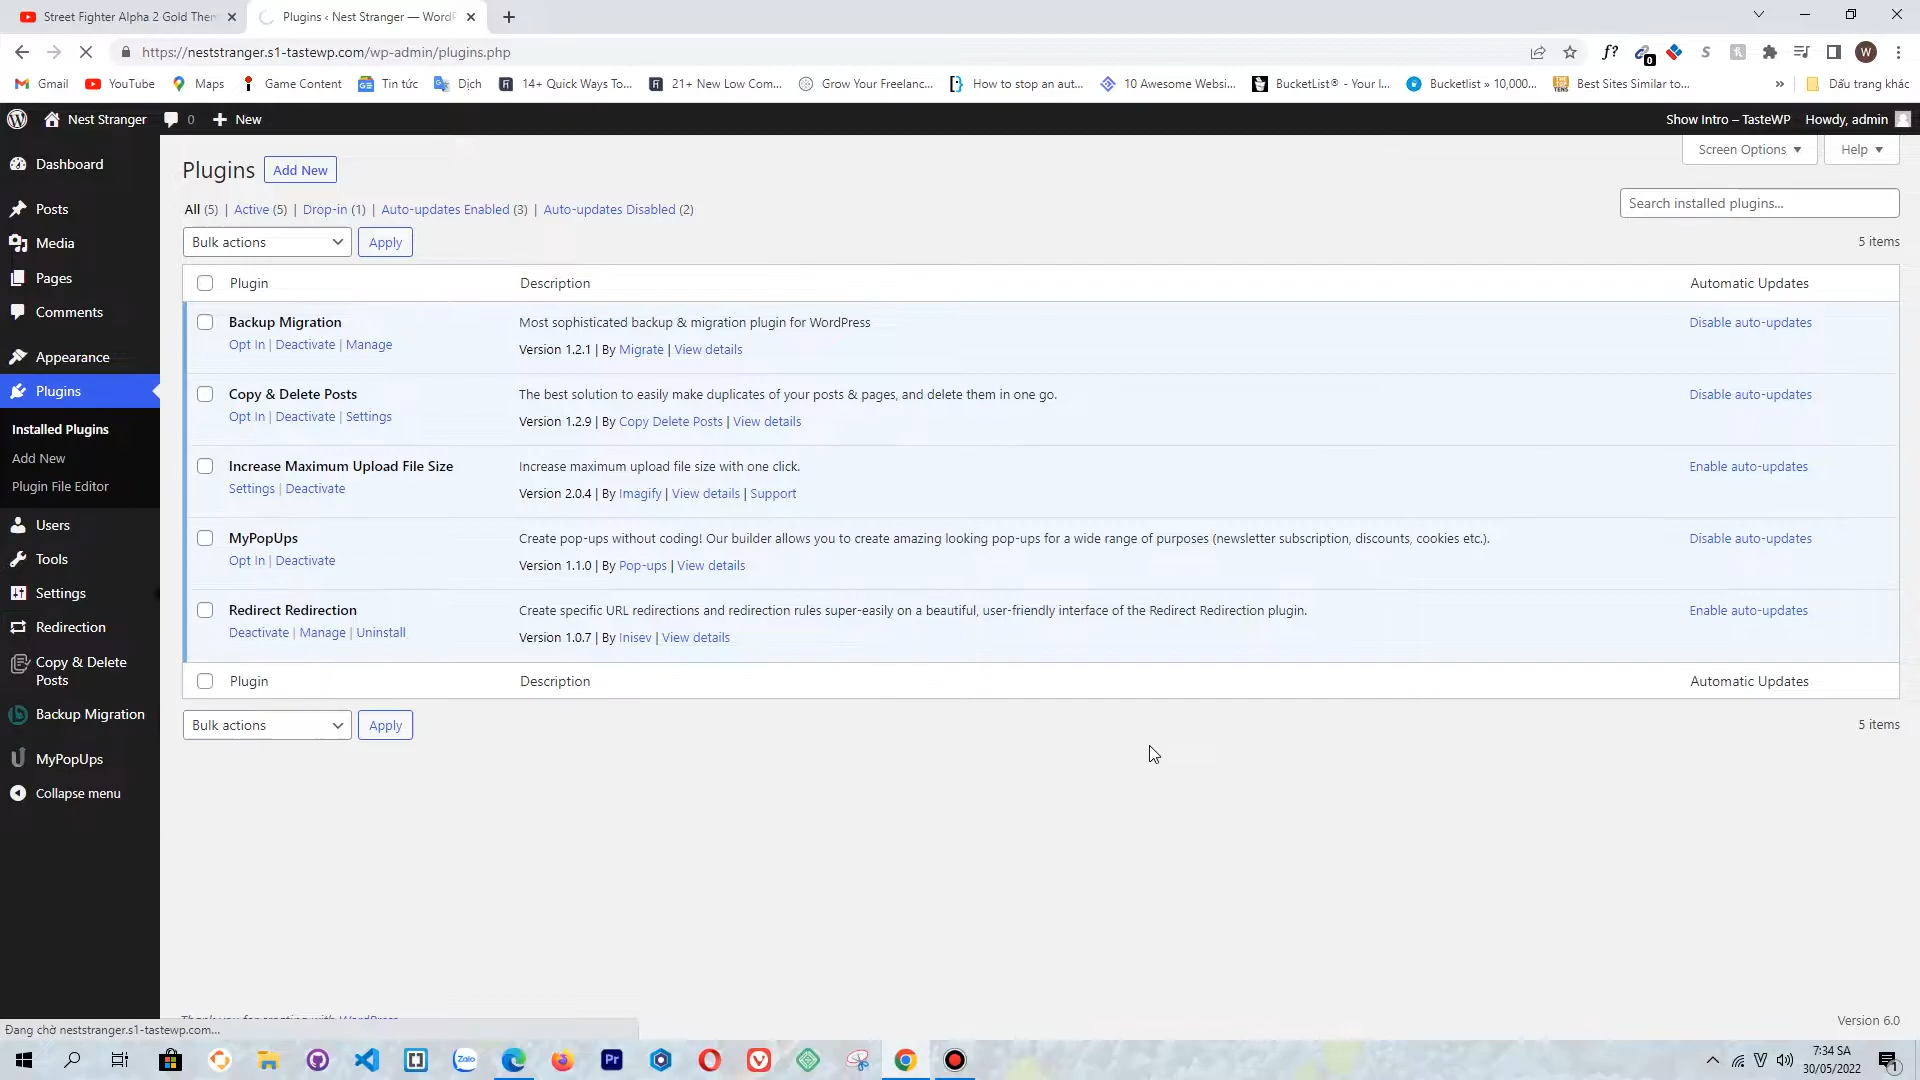 Street Fighter Alpha 2 Gold Then
Plugins ‹ Nest Stranger — WordP
https://neststranger.s1-tastewp.com/wp-admin/plugins.php
f?
S
0
W
Gmail
YouTube
Maps
Game Content
Tin tức
Dịch
14+ Quick Ways To...
21+ New Low Com...
Grow Your Freelanc...
How to stop an aut...
10 Awesome Websi...
BucketList® - Your l...
Bucketlist » 10,000...
Best Sites Similar to...
»
Dấu trang khác
Nest Stranger
0
New
Show Intro – TasteWP
Howdy, admin
Screen Options
Help
Dashboard
Posts
Media
Pages
Comments
Appearance
Plugins
Installed Plugins
Add New
Plugin File Editor
Users
Tools
Settings
Redirection
Copy & Delete
Posts
Backup Migration
MyPopUps
Collapse menu
Plugins
Add New
All (5) | Active (5) | Drop-in (1) | Auto-updates Enabled (3) | Auto-updates Disabled (2)
Search installed plugins...
Bulk actions
Apply
5 items
Plugin
Description
Automatic Updates
Backup Migration
Opt In | Deactivate | Manage
Most sophisticated backup & migration plugin for WordPress
Version 1.2.1 | By Migrate | View details
Disable auto-updates
Copy & Delete Posts
Opt In | Deactivate | Settings
The best solution to easily make duplicates of your posts & pages, and delete them in one go.
Version 1.2.9 | By Copy Delete Posts | View details
Disable auto-updates
Increase Maximum Upload File Size
Settings | Deactivate
Increase maximum upload file size with one click.
Version 2.0.4 | By Imagify | View details | Support
Enable auto-updates
MyPopUps
Opt In | Deactivate
Create pop-ups without coding! Our builder allows you to create amazing looking pop-ups for a wide range of purposes (newsletter subscription, discounts, cookies etc.).
Version 1.1.0 | By Pop-ups | View details
Disable auto-updates
Redirect Redirection
Deactivate | Manage | Uninstall
Create specific URL redirections and redirection rules super-easily on a beautiful, user-friendly interface of the Redirect Redirection plugin.
Version 1.0.7 | By Inisev | View details
Enable auto-updates
Plugin
Description
Automatic Updates
Bulk actions
Apply
5 items
Thank you for creating with WordPress
Version 6.0
Đang chờ neststranger.s1-tastewp.com...
Zalo
Pr
7:34 SA
30/05/2022
1